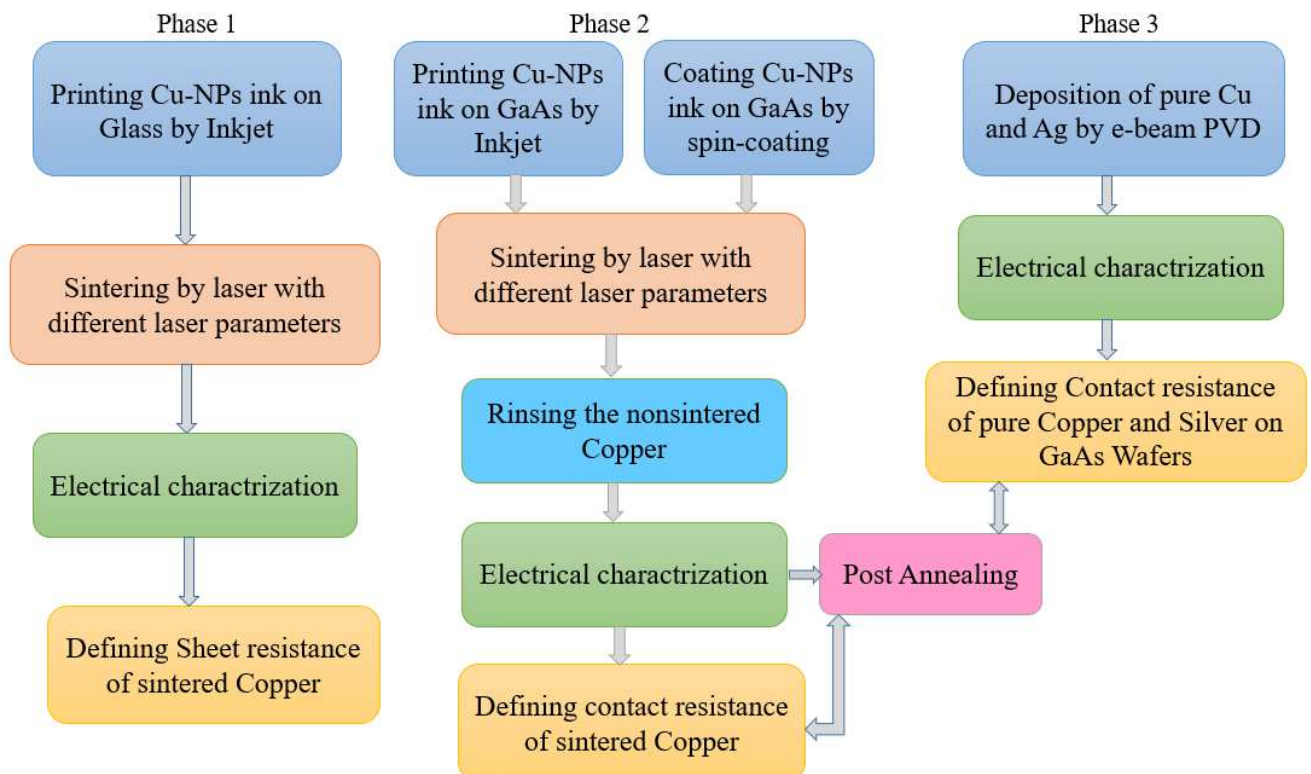 Phase 1
Printing Cu-NPs ink on
Glass by Inkjet
Sintering by laser with
different laser parameters
Electrical charactrization
Defining Sheet resistance
of sintered Copper
Phase 2
Printing Cu-NPs
ink on GaAs by
Inkjet
Coating Cu-NPs
ink on GaAs by
spin-coating
Sintering by laser with
different laser parameters
Rinsing the nonsintered
Copper
Electrical charactrization
Defining contact resistance
of sintered Copper
Post Annealing
Phase 3
Deposition of pure Cu
and Ag by e-beam PVD
Electrical charactrization
Defining Contact resistance
of pure Copper and Silver on
GaAs Wafers